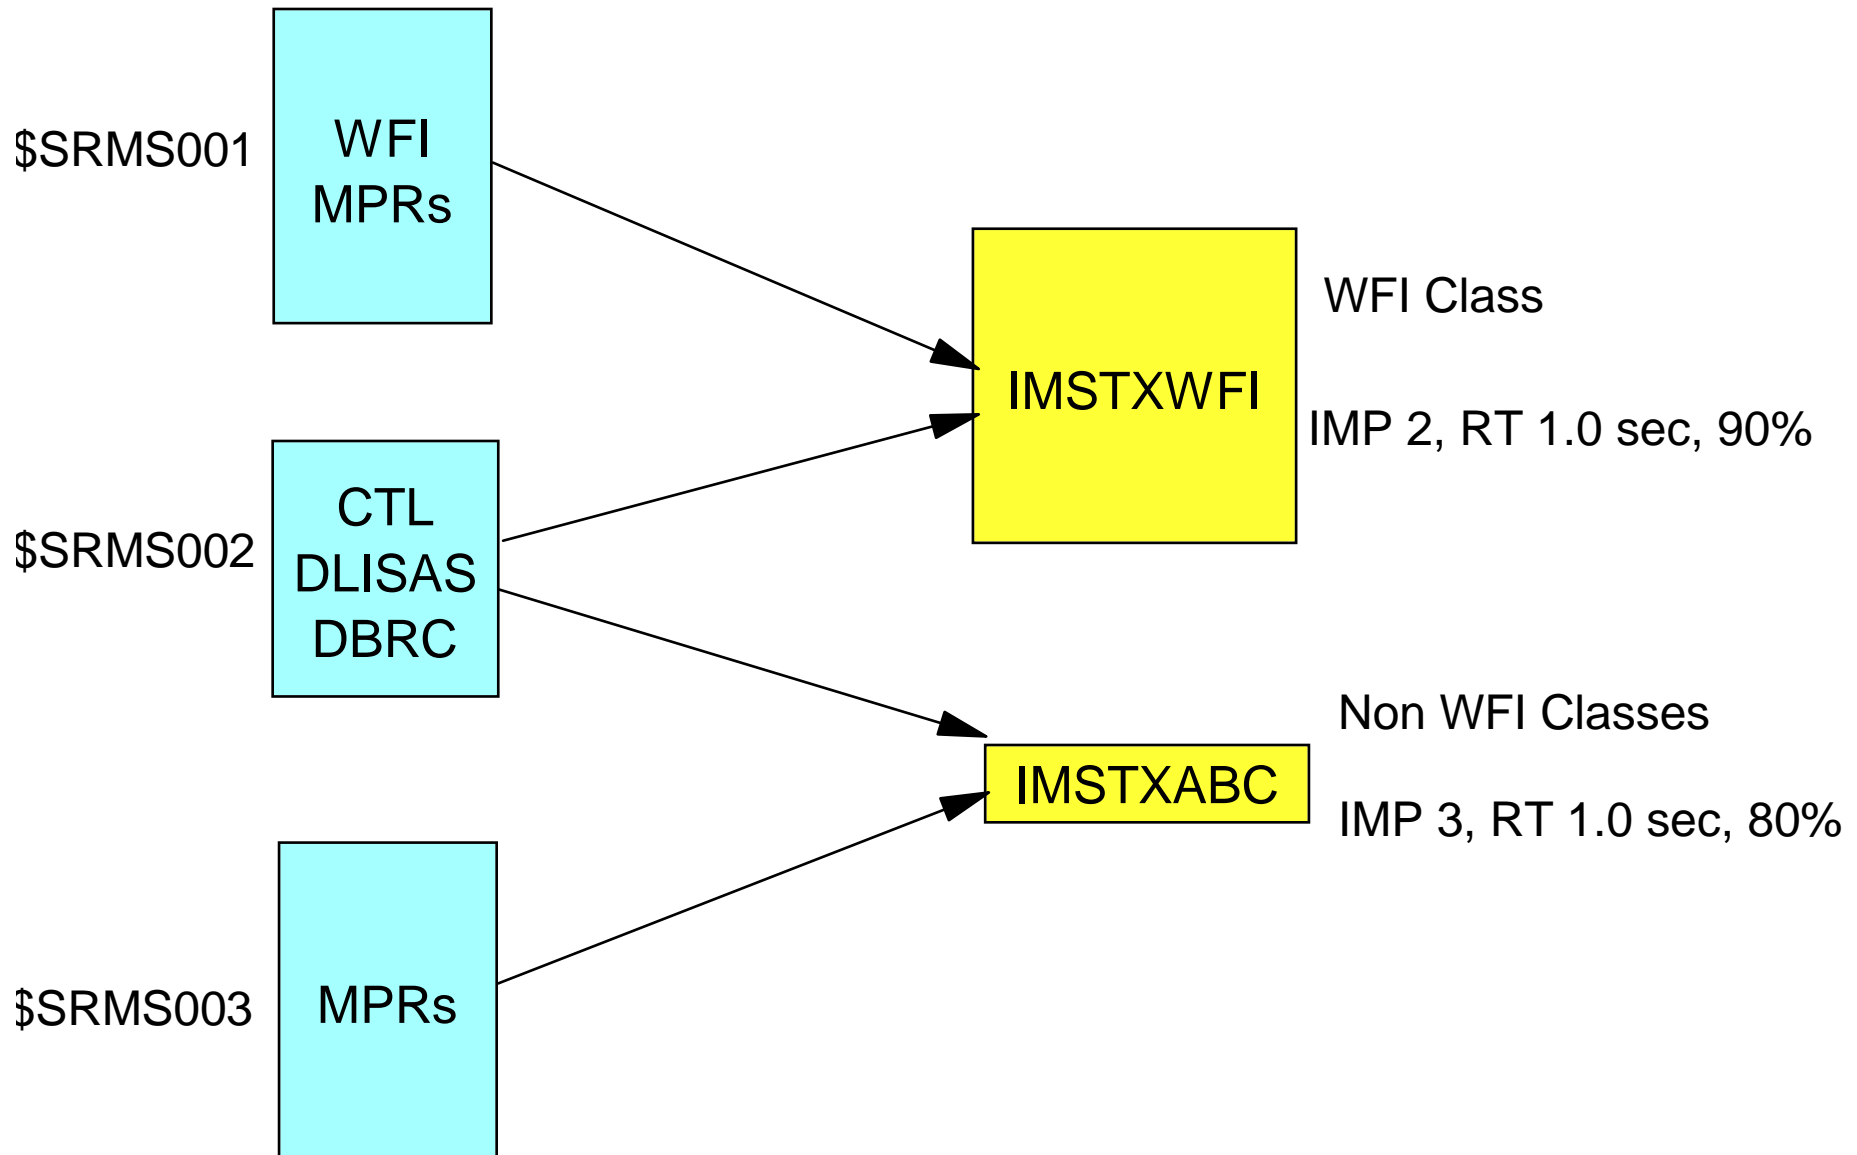 $SRMS001
WFI
MPRs
IMSTXWFI
WFI Class
IMP 2, RT 1.0 sec, 90%
$SRMS002
CTL
DLISAS
DBRC
Non WFI Classes
IMSTXABC
IMP 3, RT 1.0 sec, 80%
$SRMS003
MPRs